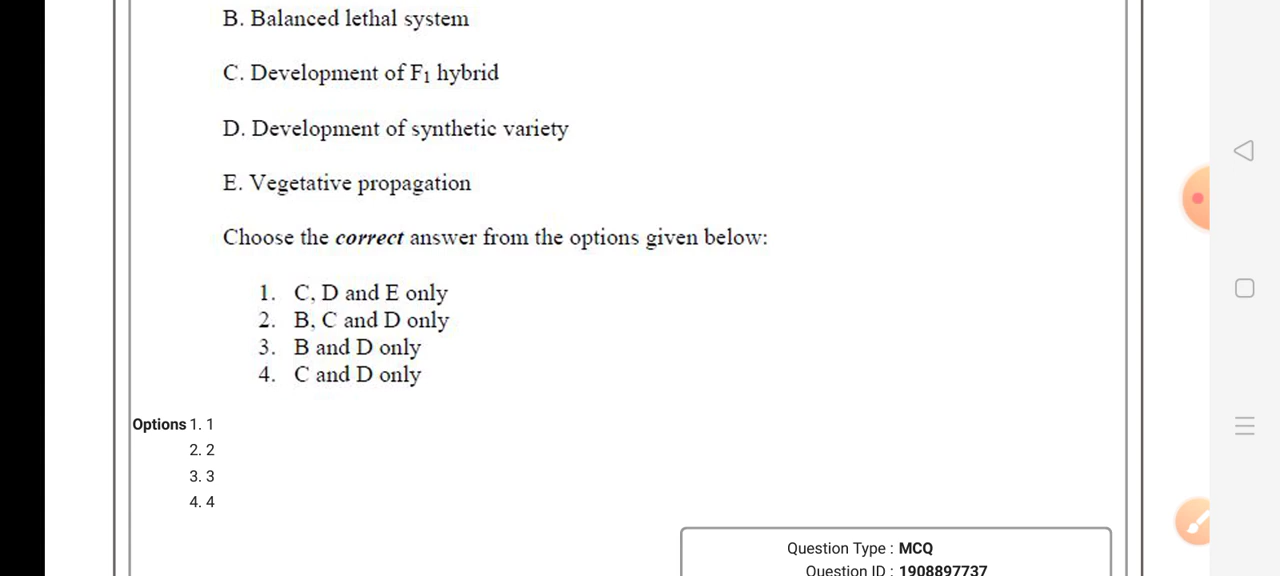 B. Balanced lethal system
C. Development of F₁ hybrid
D. Development of synthetic variety
E. Vegetative propagation
Choose the correct answer from the options given below:
1. C, D and E only
2. B, C and D only
3. B and D only
4. C and D only
Options 1. 1
2. 2
3. 3
4. 4
Question Type : MCQ
Question ID : 1908897737